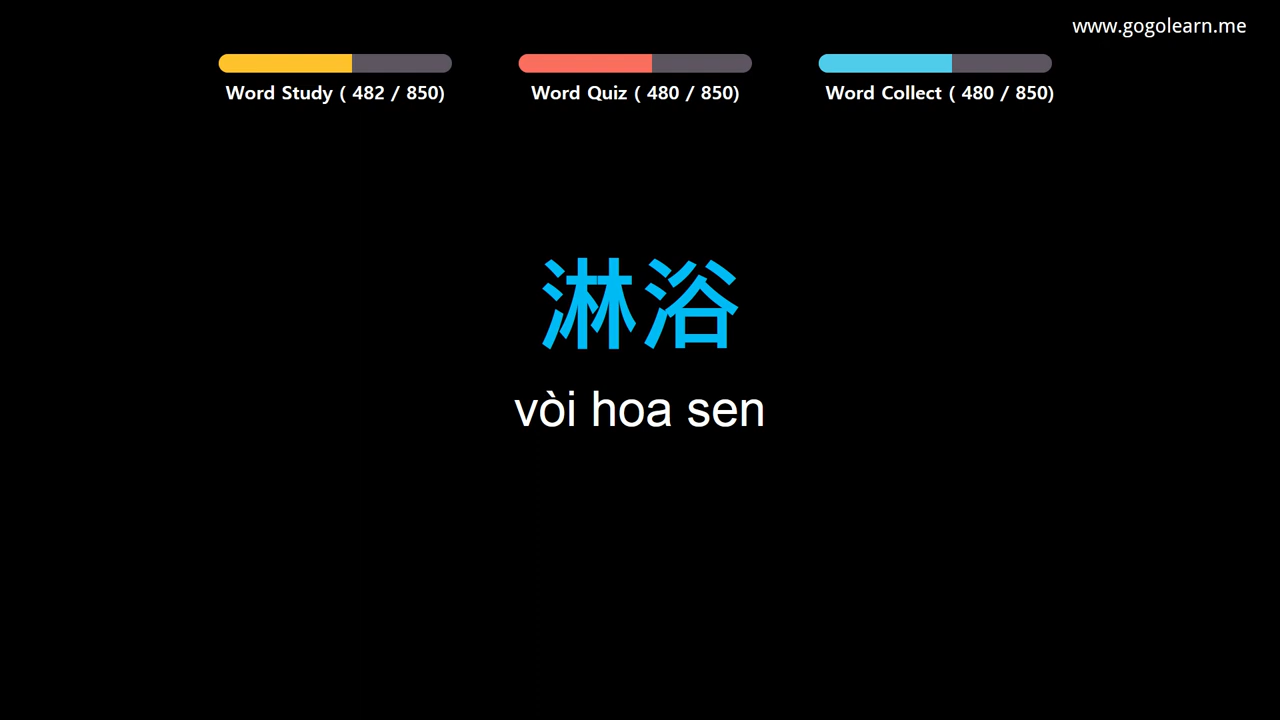 www.gogolearn.me
Word Study ( 482 / 850)
Word Quiz ( 480 / 850)
Word Collect ( 480 / 850)
淋浴
vòi hoa sen